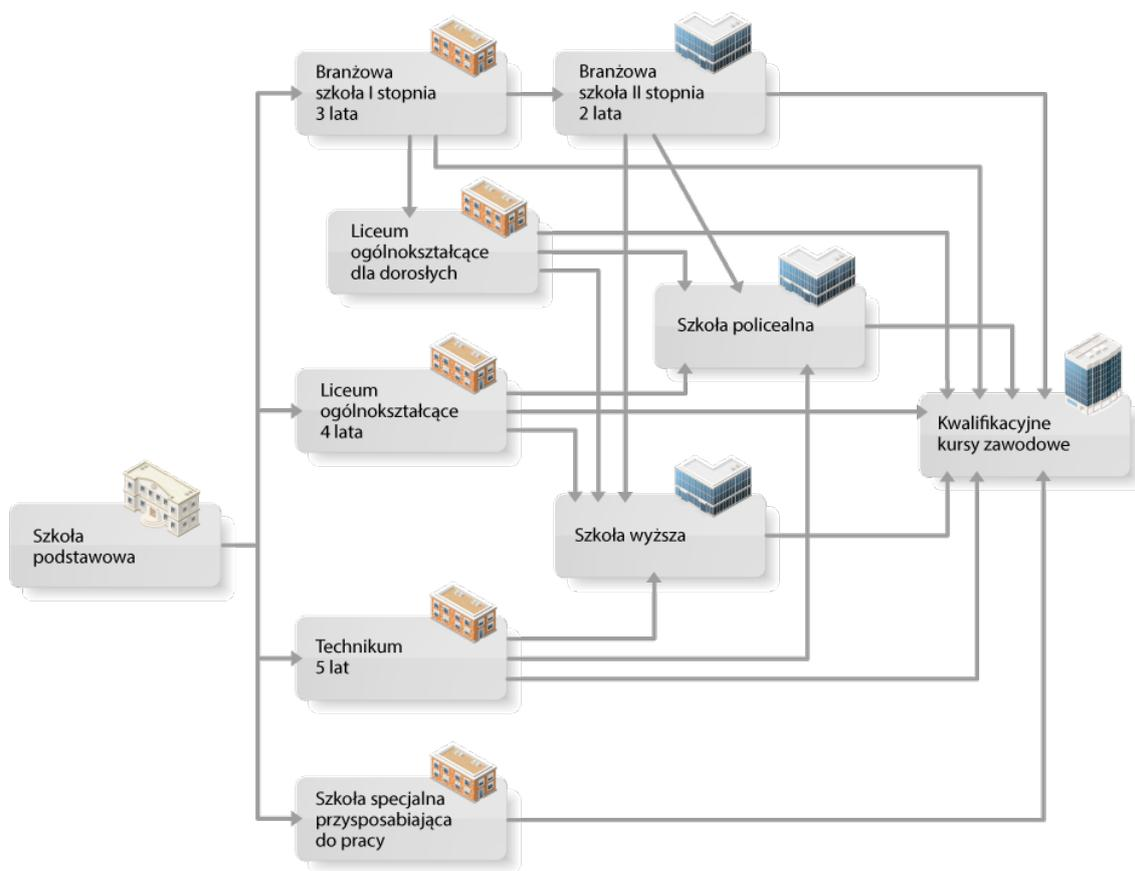 Branżowa
szkoła I stopnia
3 lata
Branżowa
szkoła II stopnia
2 lata
Liceum
ogólnokształcące
dla dorosłych
Szkoła policealna
Liceum
ogólnokształcące
4 lata
Kwalifikacyjne
kursy zawodowe
Szkoła
podstawowa
Szkoła wyższa
Technikum
5 lat
Szkoła specjalna
przysposabiająca
do pracy